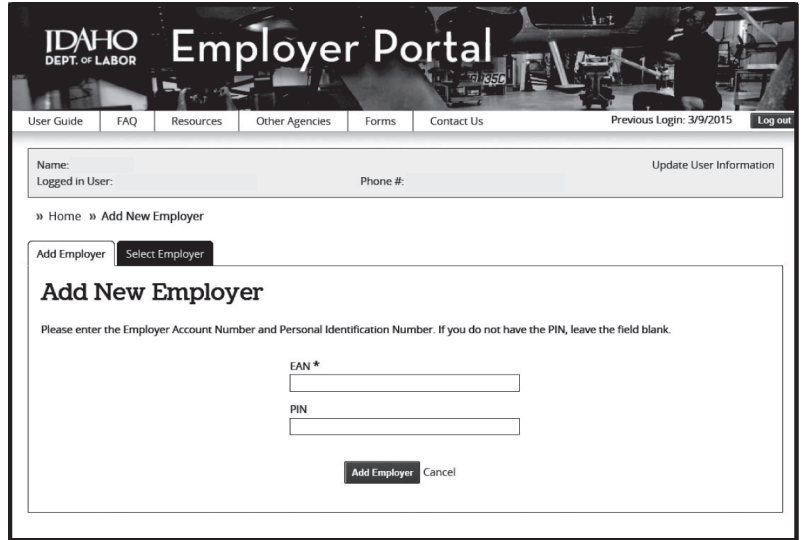 IDAHO
DEPT. OF LABOR
Employer Portal
User Guide FAQ Resources Other Agencies Forms Contact Us Previous Login: 3/9/2015 Log out
Name: Update User Information
Logged in User: Phone #:
» Home » Add New Employer
Add Employer Select Employer
Add New Employer
Please enter the Employer Account Number and Personal Identification Number. If you do not have the PIN, leave the field blank.
EAN *
PIN
Add Employer Cancel